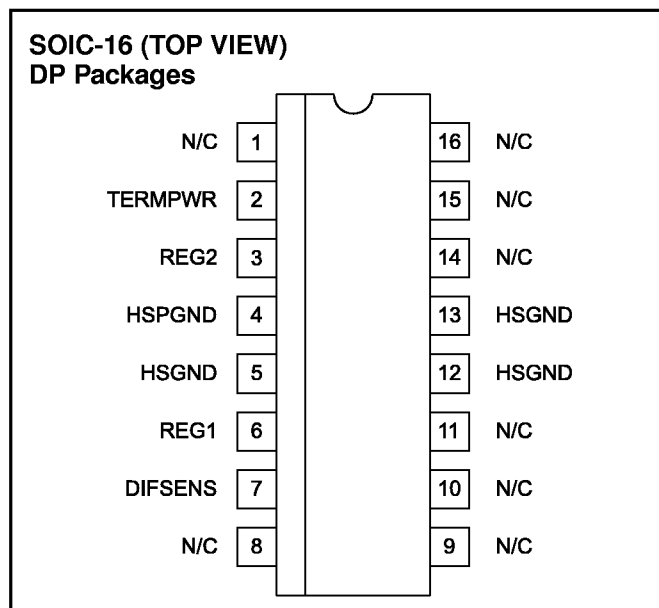 SOIC-16 (TOP VIEW)
DP Packages
N/C 1 16 N/C
TERMPWR 2 15 N/C
REG2 3 14 N/C
HSPGND 4 13 HSGND
HSGND 5 12 HSGND
REG1 6 11 N/C
DIFSENS 7 10 N/C
N/C 8 9 N/C